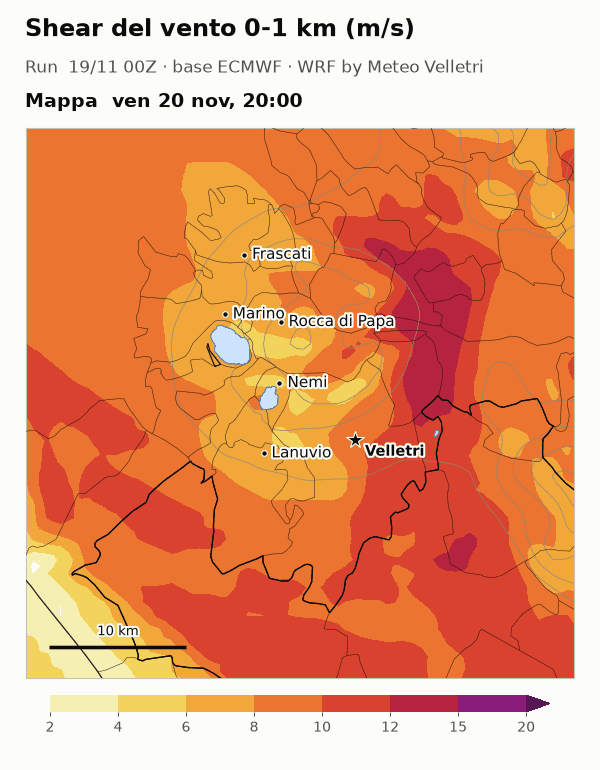 Shear del vento 0-1 km (m/s)
Run  19/11 00Z · base ECMWF · WRF by Meteo Velletri
Mappa  ven 20 nov, 20:00
Frascati
Marino
Rocca di Papa
Nemi
Velletri
Lanuvio
10 km
2 4 6 8 10 12 15 20